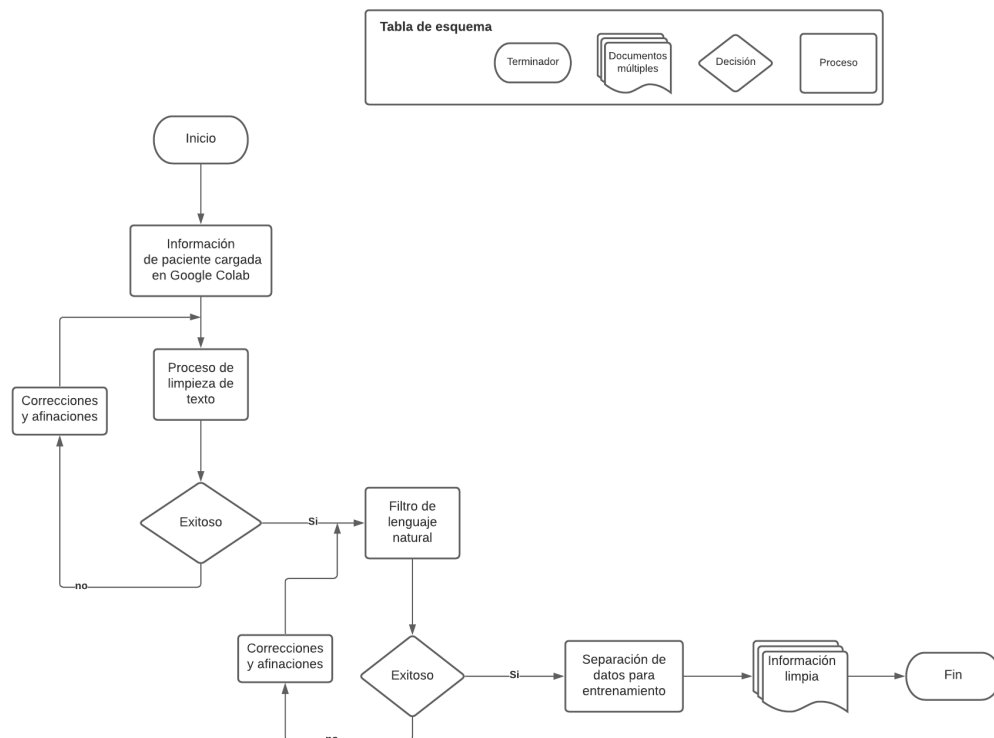 Tabla de esquema
Terminador
Documentos
múltiples
Decisión
Proceso
Inicio
Información
de paciente cargada
en Google Colab
Proceso de
limpieza de
texto
Correcciones
y afinaciones
Exitoso
Si
no
Filtro de
lenguaje
natural
Correcciones
y afinaciones
Exitoso
Si
Separación de
datos para
entrenamiento
Información
limpia
Fin
no